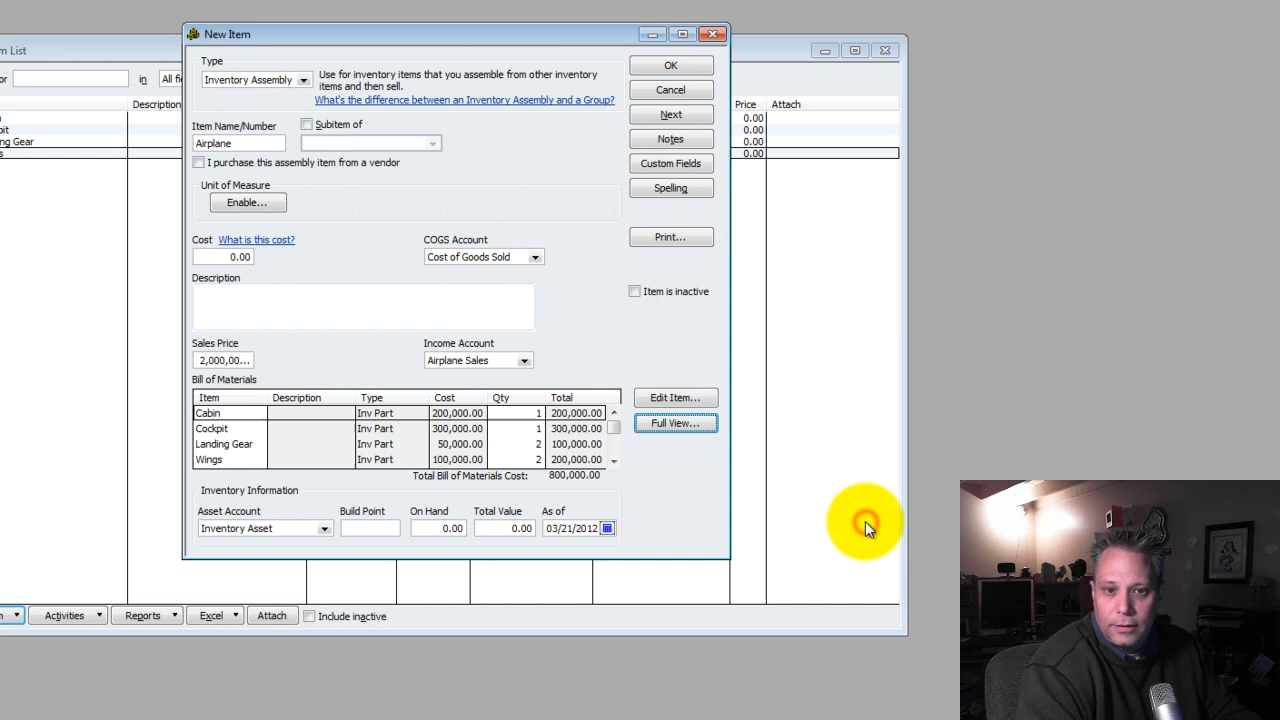 New Item
m List
Type
or
in
All fi
Inventory Assembly
Use for inventory items that you assemble from other inventory
items and then sell.
What's the difference between an Inventory Assembly and a Group?
OK
Cancel
Description
Price
Attach
Next
0.00
Item Name/Number
Subitem of
pit
0.00
Airplane
Notes
ng Gear
0.00
s
0.00
I purchase this assembly item from a vendor
Custom Fields
Unit of Measure
Spelling
Enable...
Print...
Cost
What is this cost?
COGS Account
0.00
Cost of Goods Sold
Description
Item is inactive
Sales Price
Income Account
2,000,00...
Airplane Sales
Bill of Materials
Item Description Type Cost Qty Total
Edit Item...
Cabin Inv Part 200,000.00 1 200,000.00
Full View...
Cockpit Inv Part 300,000.00 1 300,000.00
Landing Gear Inv Part 50,000.00 2 100,000.00
Wings Inv Part 100,000.00 2 200,000.00
Total Bill of Materials Cost: 800,000.00
Inventory Information
Asset Account Build Point On Hand Total Value As of
Inventory Asset 0.00 0.00 03/21/2012
Activities Reports Excel Attach Include inactive